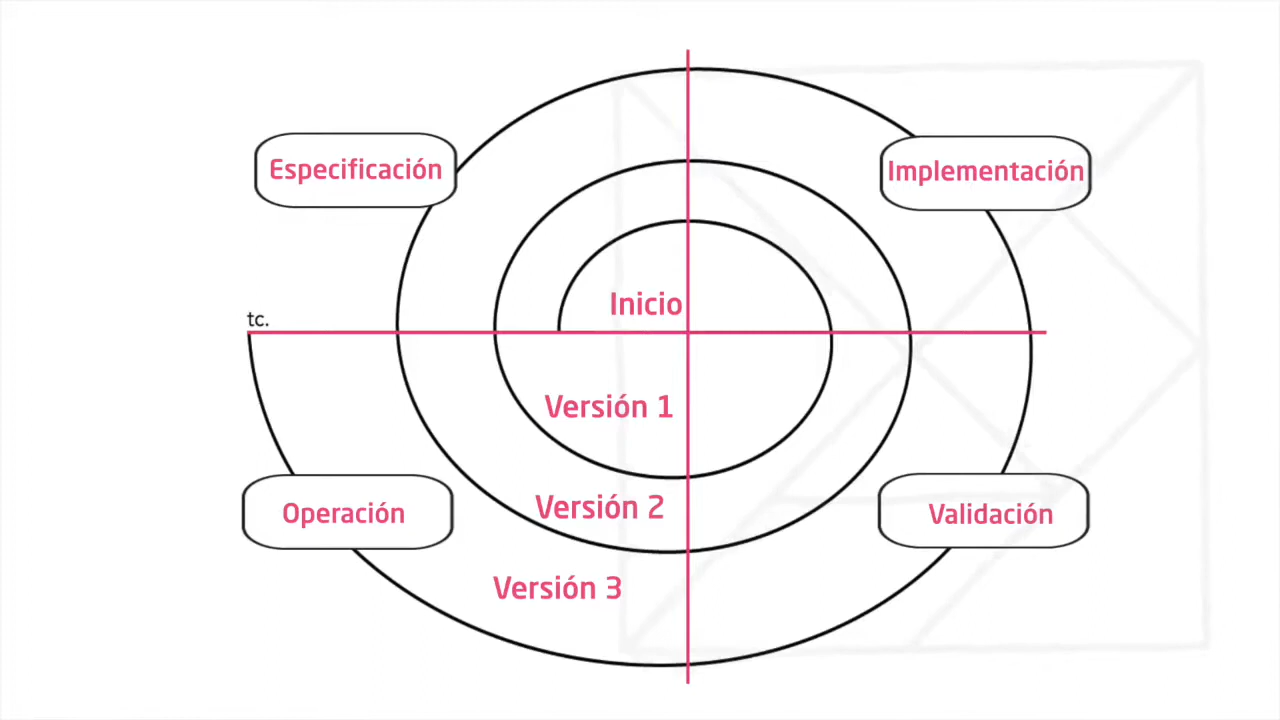 Especificación
Implementación
Inicio
tc.
Versión 1
Versión 2
Operación
Validación
Versión 3